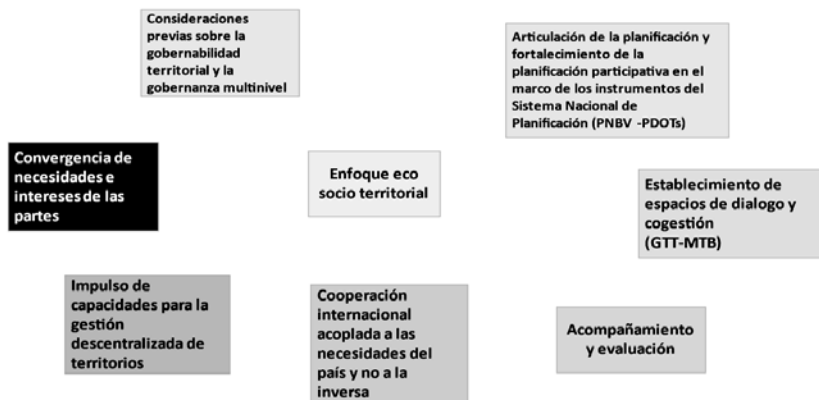 Consideraciones
previas sobre la
gobernabilidad
territorial y la
gobernanza multinivel
Articulación de la planificación y
fortalecimiento de la
planificación participativa en el
marco de los instrumentos del
Sistema Nacional de
Planificación (PNBV -PDOTs)
Convergencia de
necesidades e
intereses de las
partes
Enfoque eco
socio territorial
Establecimiento de
espacios de dialogo y
cogestión
(GTT-MTB)
Impulso de
capacidades para la
gestión
descentralizada de
territorios
Cooperación
internacional
acoplada a las
necesidades del
país y no a la
inversa
Acompañamiento
y evaluación